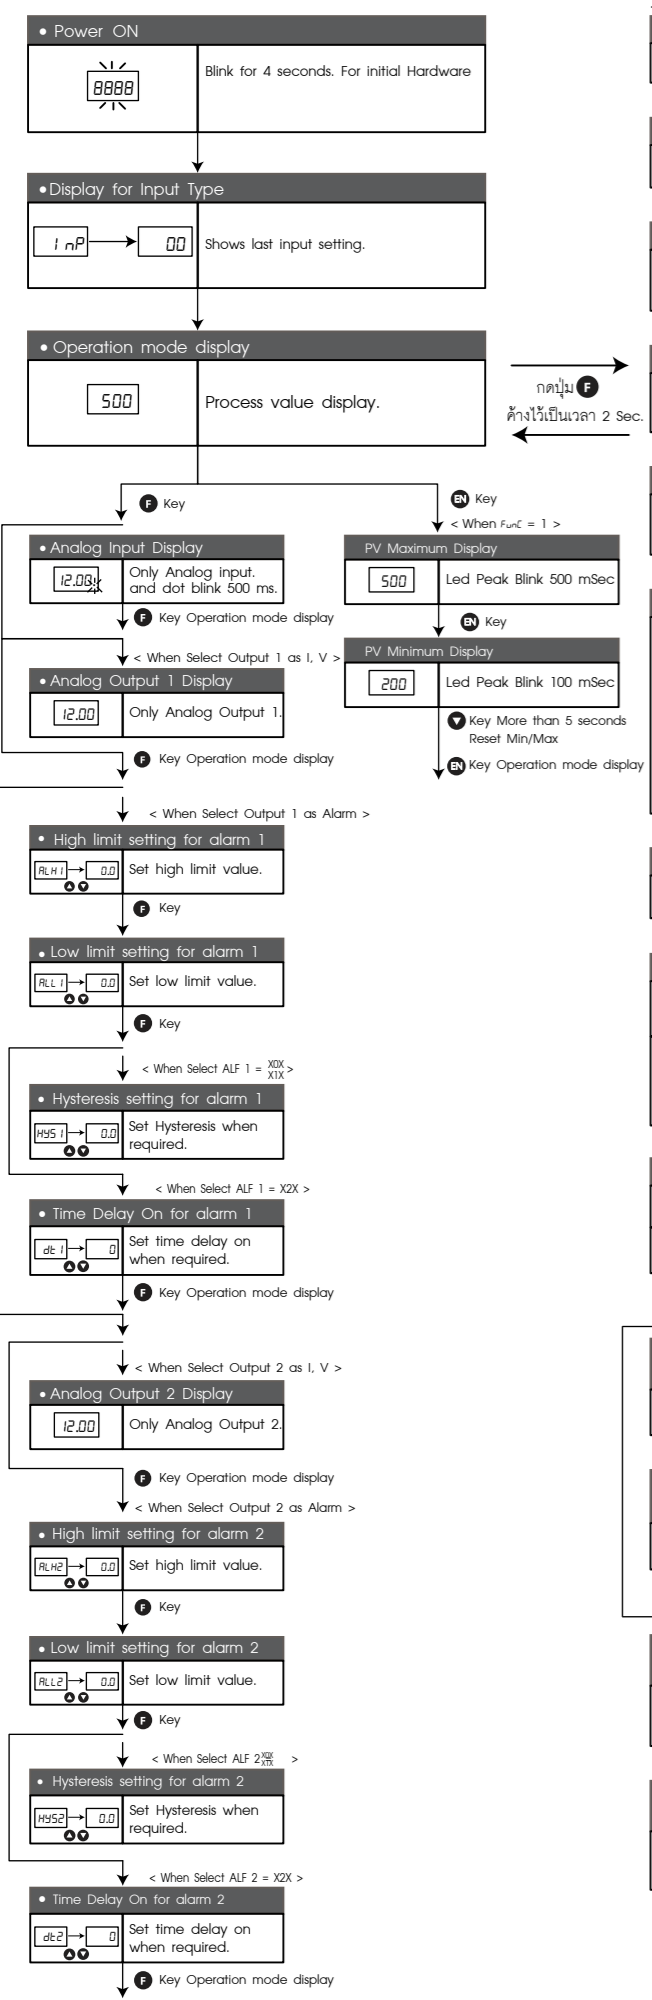 • Power ON
8888
Blink for 4 seconds. For initial Hardware
• Display for Input Type
InP
00
Shows last input setting.
• Operation mode display
500
Process value display.
กดปุ่ม F
ค้างไว้เป็นเวลา 2 Sec.
F Key
EN Key
< When FunC = 1 >
• Analog Input Display
12.00
Only Analog input.
and dot blink 500 ms.
F Key Operation mode display
PV Maximum Display
500
Led Peak Blink 500 mSec
EN Key
PV Minimum Display
200
Led Peak Blink 100 mSec
Key More than 5 seconds
Reset Min/Max
EN Key Operation mode display
< When Select Output 1 as I, V >
• Analog Output 1 Display
12.00
Only Analog Output 1.
F Key Operation mode display
< When Select Output 1 as Alarm >
• High limit setting for alarm 1
ALH1
0.0
Set high limit value.
F Key
• Low limit setting for alarm 1
ALL1
0.0
Set low limit value.
F Key
< When Select ALF 1 = X0X
X1X >
• Hysteresis setting for alarm 1
HYS1
0.0
Set Hysteresis when
required.
< When Select ALF 1 = X2X >
• Time Delay On for alarm 1
dt1
0
Set time delay on
when required.
F Key Operation mode display
< When Select Output 2 as I, V >
• Analog Output 2 Display
12.00
Only Analog Output 2.
F Key Operation mode display
< When Select Output 2 as Alarm >
• High limit setting for alarm 2
ALH2
0.0
Set high limit value.
F Key
• Low limit setting for alarm 2
ALL2
0.0
Set low limit value.
F Key
< When Select ALF 2 X0X
X1X >
• Hysteresis setting for alarm 2
HYS2
0.0
Set Hysteresis when
required.
< When Select ALF 2 = X2X >
• Time Delay On for alarm 2
dt2
0
Set time delay on
when required.
F Key Operation mode display